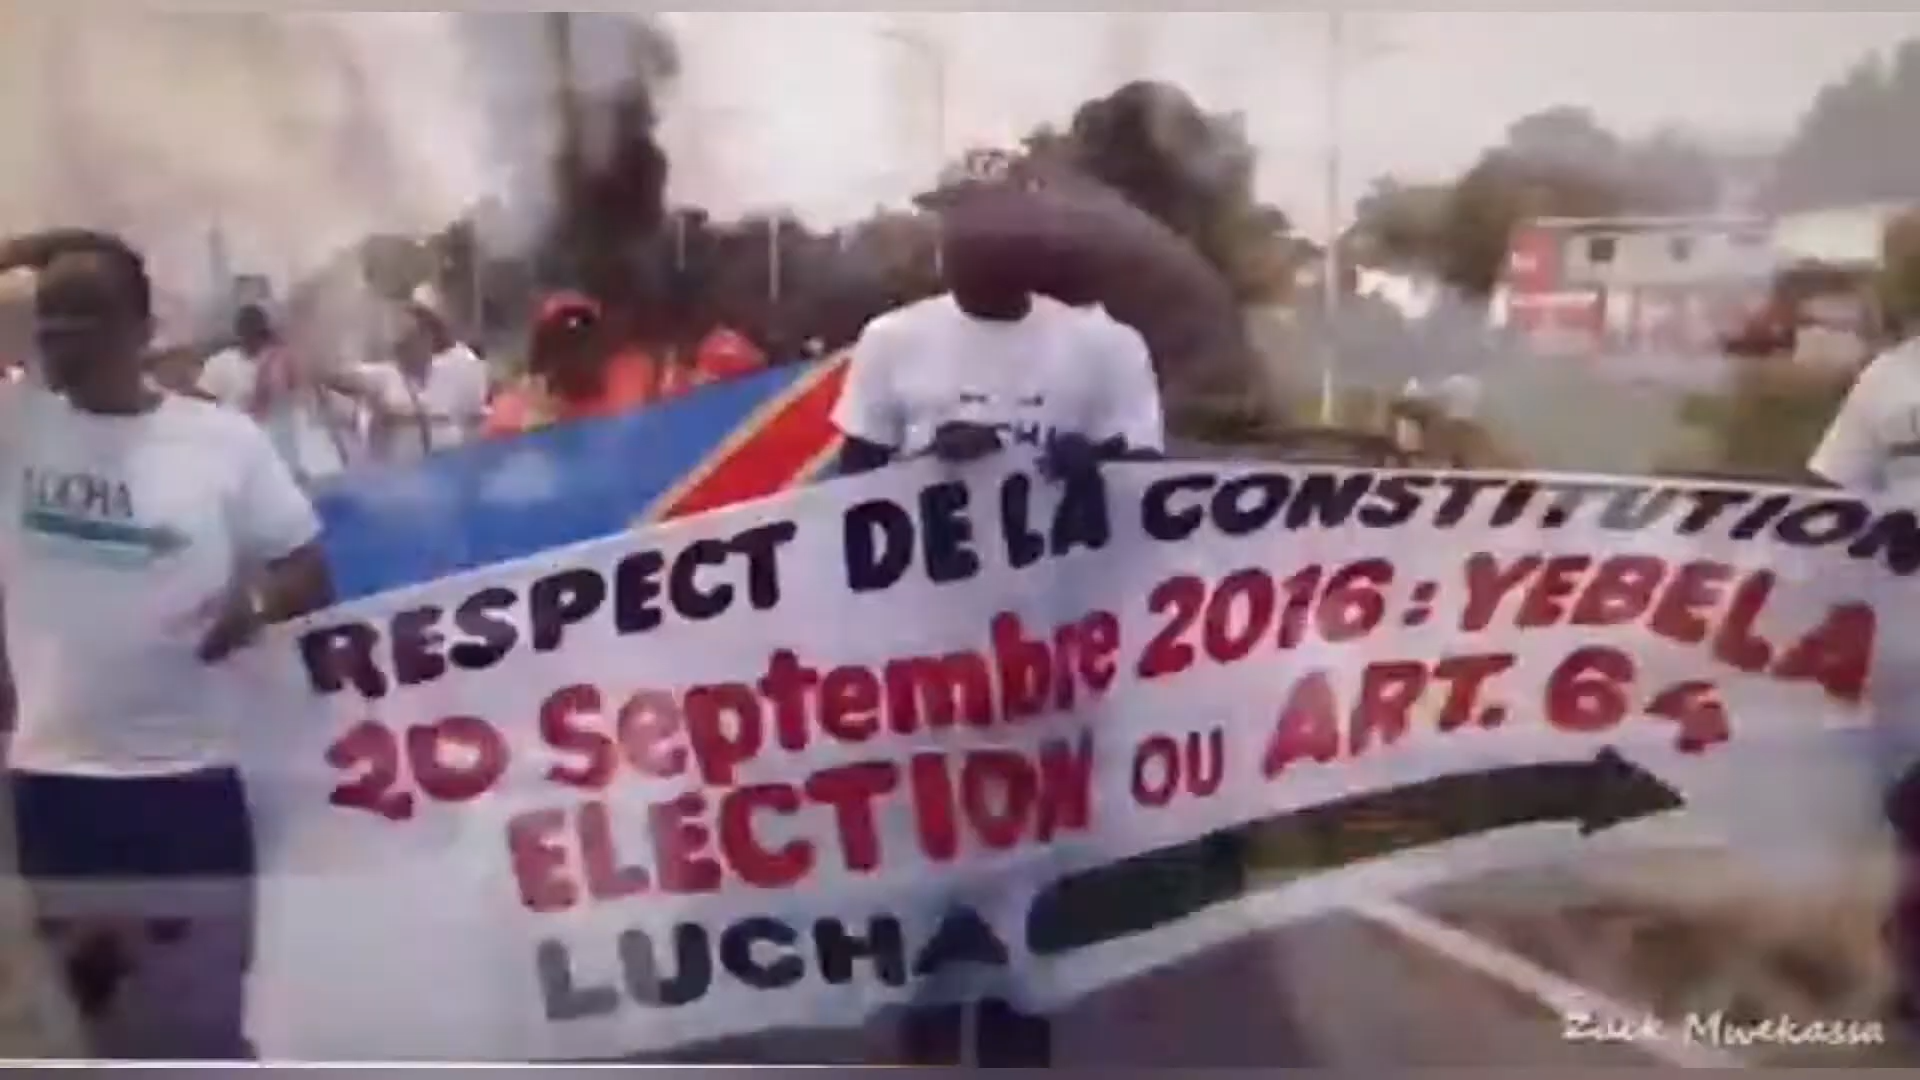 LUCHA
RESPECT DE LA CONSTITUTION
20 Septembre 2016 : YEBELA
ELECTION OU ART. 64
LUCHA
Zuck Mwekassa